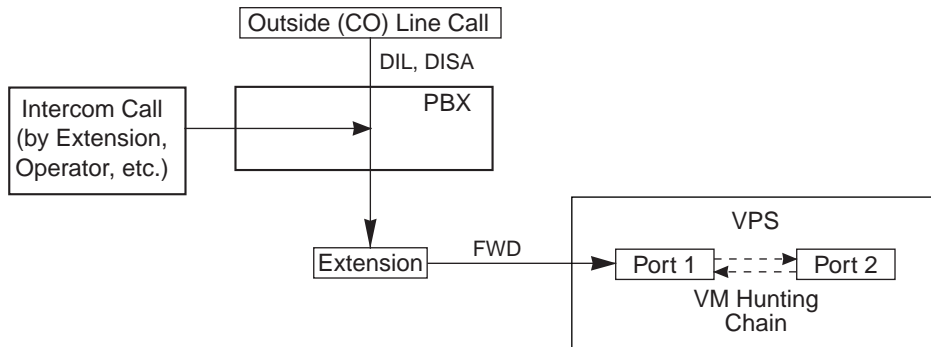 Outside (CO) Line Call
DIL, DISA
PBX
Intercom Call
(by Extension,
Operator, etc.)
VPS
Extension
FWD
Port 1
Port 2
VM Hunting
Chain